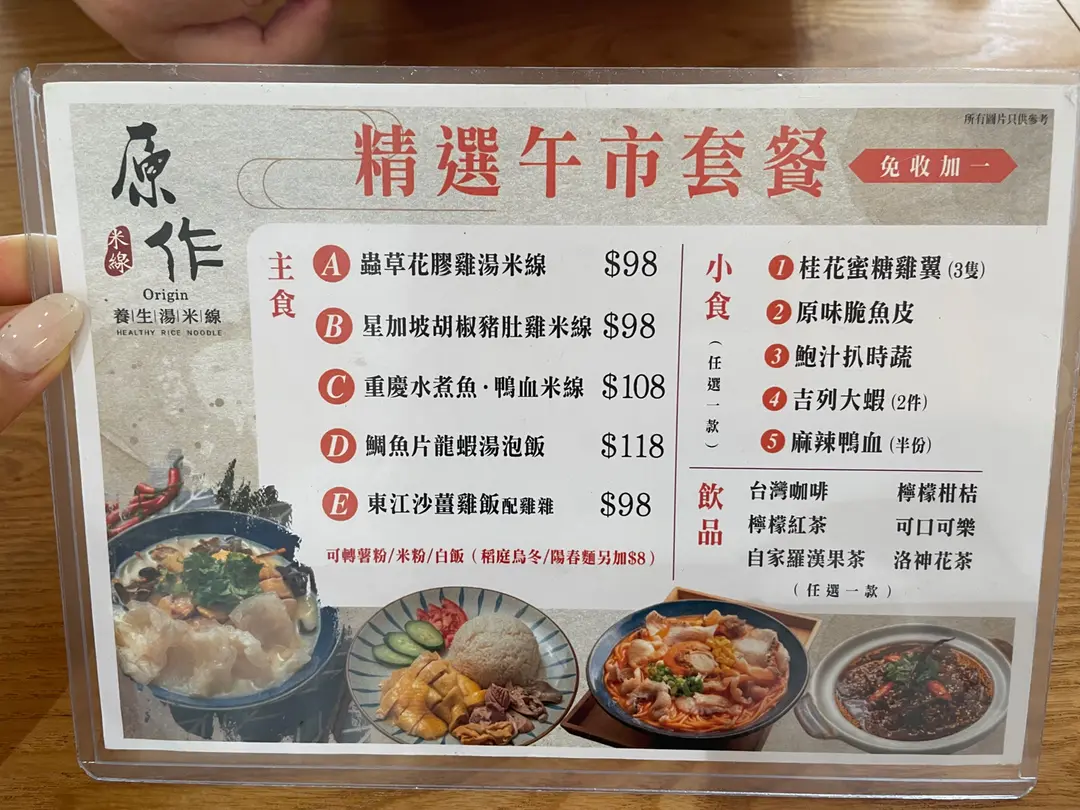 所有圖片只供參考
原作
米線
Origin
養|生|湯|米|線
HEALTHY RICE NOODLE
精選午市套餐
免收加一
主食
A 蟲草花膠雞湯米線 $98
B 星加坡胡椒豬肚雞米線 $98
C 重慶水煮魚·鴨血米線 $108
D 鯛魚片龍蝦湯泡飯 $118
E 東江沙薑雞飯配雞雜 $98
可轉薯粉/米粉/白飯（稻庭烏冬/陽春麵另加$8）
小食
（任選一款）
1 桂花蜜糖雞翼 (3隻)
2 原味脆魚皮
3 鮑汁扒時蔬
4 吉列大蝦 (2件)
5 麻辣鴨血 (半份)
飲品
台灣咖啡 檸檬柑桔
檸檬紅茶 可口可樂
自家羅漢果茶 洛神花茶
（任選一款）